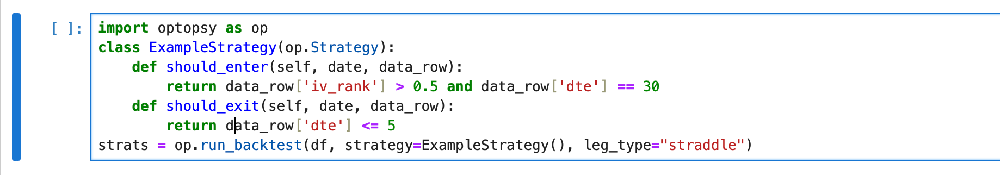 [ ]: import optopsy as op
class ExampleStrategy(op.Strategy):
    def should_enter(self, date, data_row):
        return data_row['iv_rank'] > 0.5 and data_row['dte'] == 30
    def should_exit(self, date, data_row):
        return data_row['dte'] <= 5
strats = op.run_backtest(df, strategy=ExampleStrategy(), leg_type="straddle")